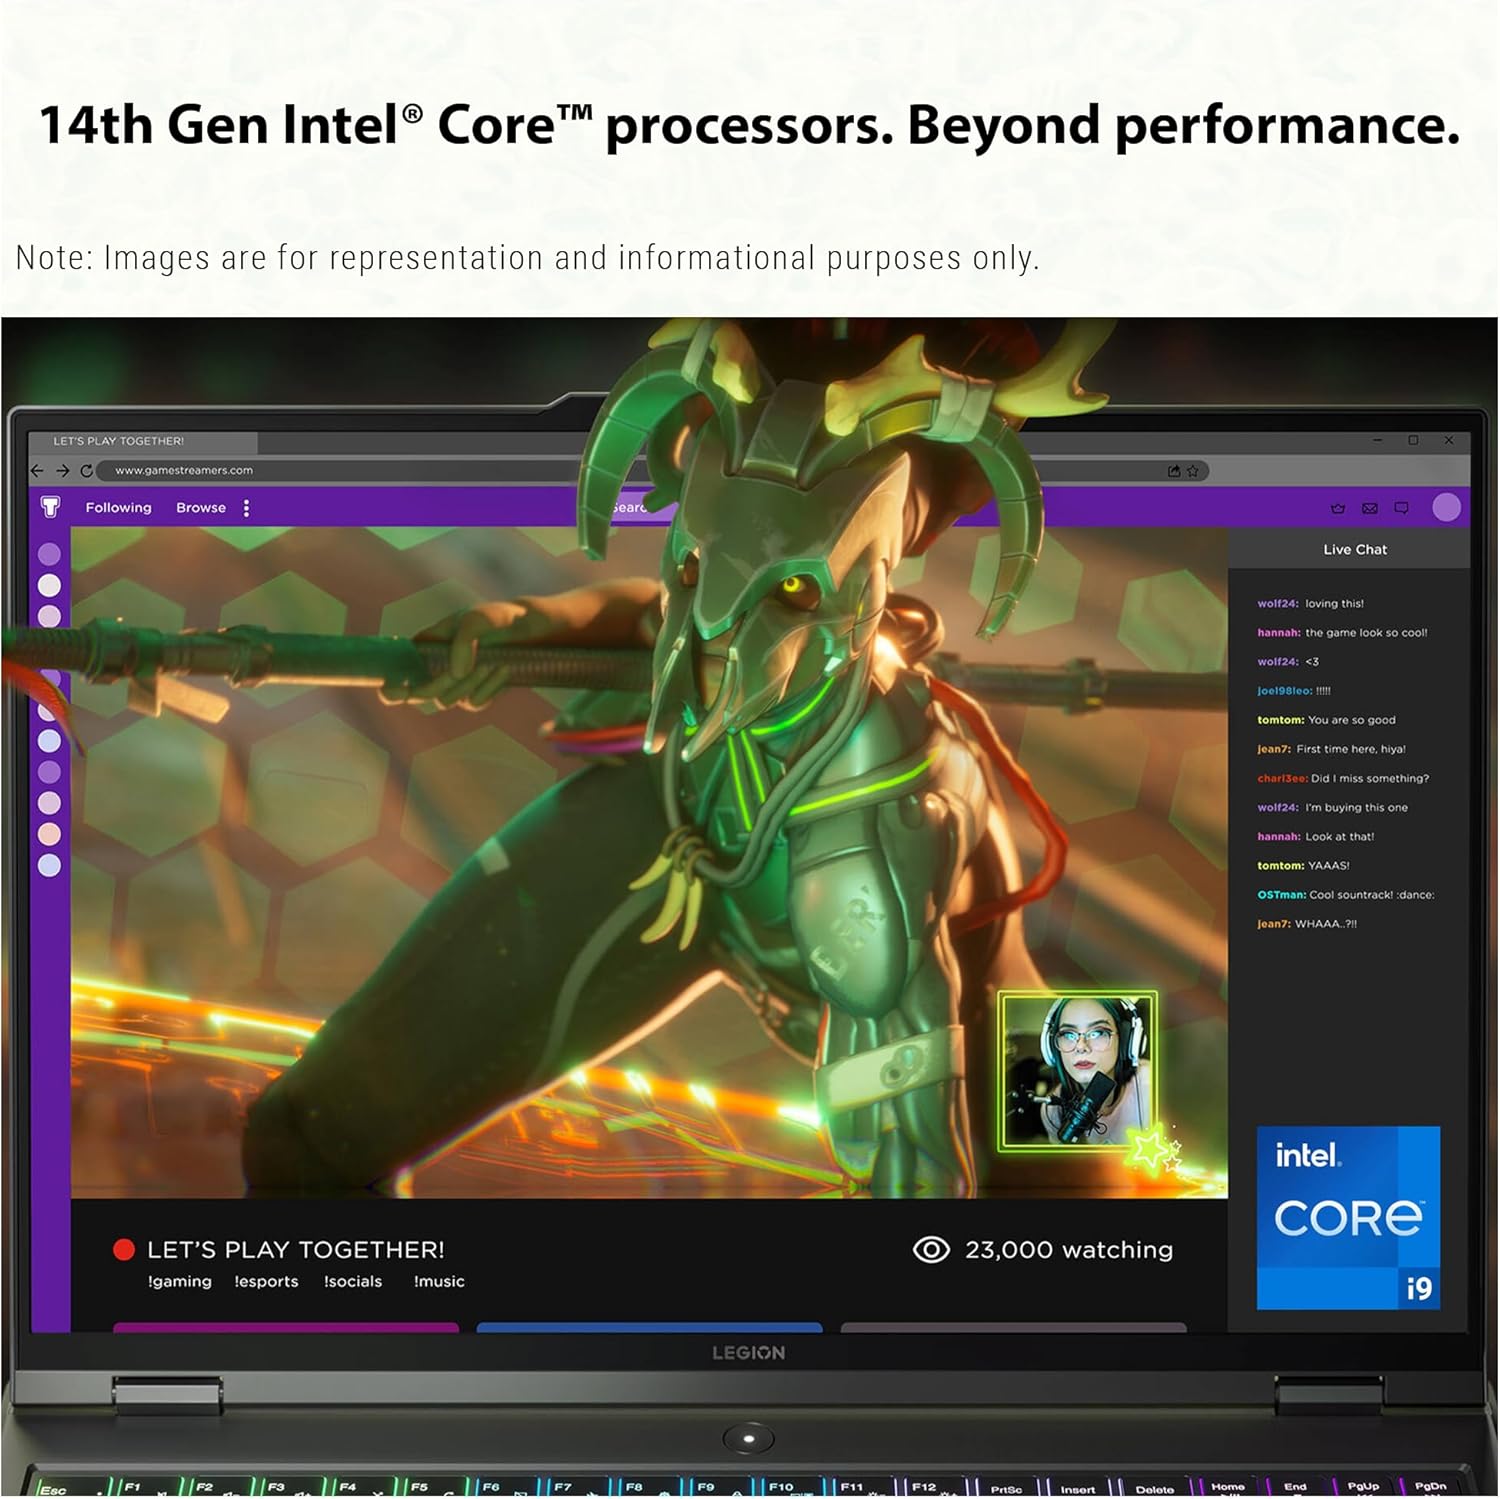 14th Gen Intel® Core™ processors. Beyond performance.
Note: Images are for representation and informational purposes only.
LET'S PLAY TOGETHER!
www.gamestreamers.com
Following Browse
Live Chat
wolf24: loving this!
hannah: the game look so cool!
wolf24: <3
joel98leo: !!!!!
tomtom: You are so good
jean7: First time here, hiya!
charl3ee: Did I miss something?
wolf24: I'm buying this one
hannah: Look at that!
tomtom: YAAAS!
OSTman: Cool sountrack! :dance:
jean7: WHAAA..?!!
intel.
CORe™
i9
LET'S PLAY TOGETHER!
23,000 watching
!gaming !esports !socials !music
LEGION
Esc F1 F2 F3 F4 F5 F6 F7 F8 F9 F10 F11 F12 PrtSc Insert Delete Home End PgUp PgDn